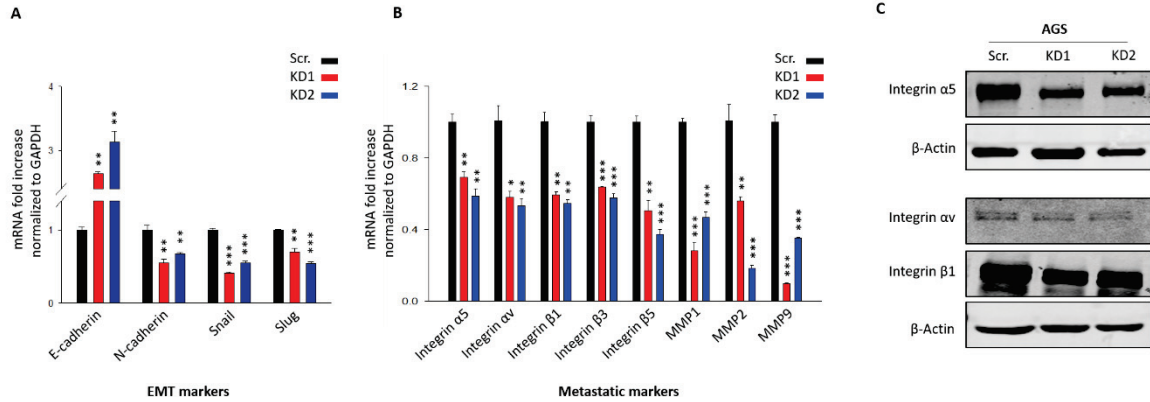 A
Scr.
KD1
KD2
mRNA fold increase
normalized to GAPDH
4
3
1
0
**
**
**
**
***
***
**
***
E-cadherin
N-cadherin
Snail
Slug
EMT markers
B
Scr.
KD1
KD2
mRNA fold increase
normalized to GAPDH
1.2
0.8
0.4
0.0
**
**
*
**
**
**
***
***
**
***
***
***
**
***
***
***
Integrin α5
Integrin αv
Integrin β1
Integrin β3
Integrin β5
MMP1
MMP2
MMP9
Metastatic markers
C
AGS
Scr. KD1 KD2
Integrin α5
β-Actin
Integrin αv
Integrin β1
β-Actin